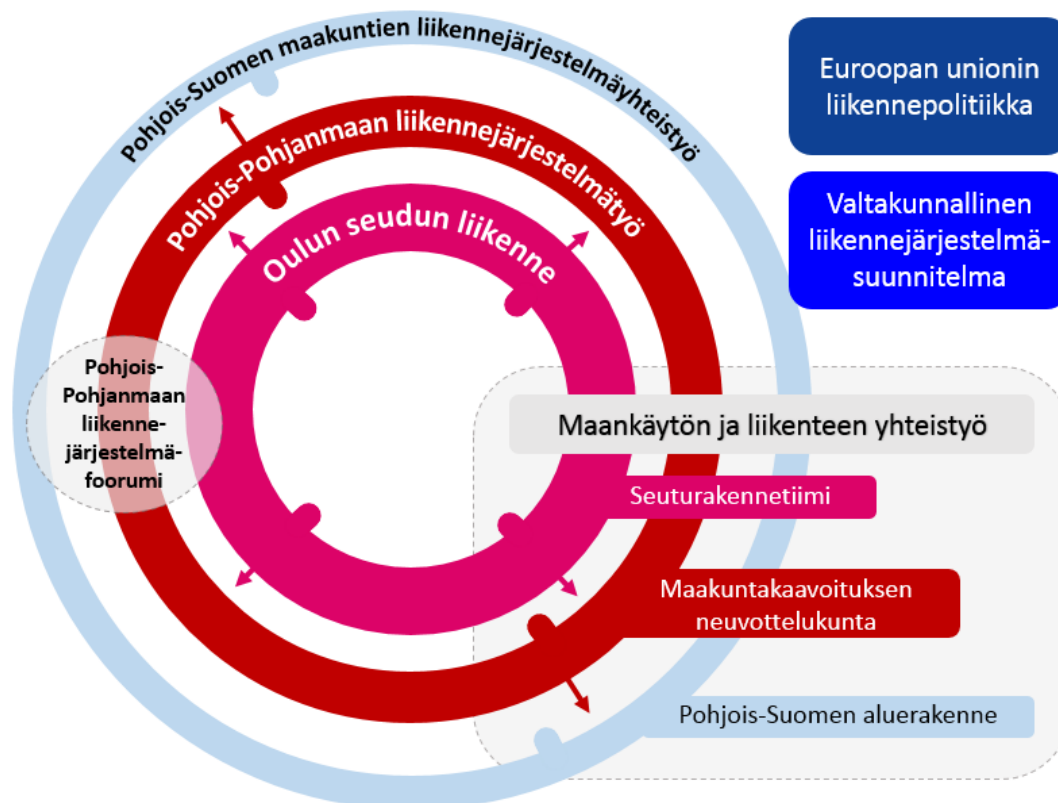 Pohjois-Suomen maakuntien liikennejärjestelmäyhteistyö
Pohjois-Pohjanmaan liikennejärjestelmätyö
Oulun seudun liikenne
Euroopan unionin
liikennepolitiikka
Valtakunnallinen
liikennejärjestelmä-
suunnitelma
Pohjois-
Pohjanmaan
liikenne-
järjestelmä-
foorumi
Maankäytön ja liikenteen yhteistyö
Seuturakennetiimi
Maakuntakaavoituksen
neuvottelukunta
Pohjois-Suomen aluerakenne